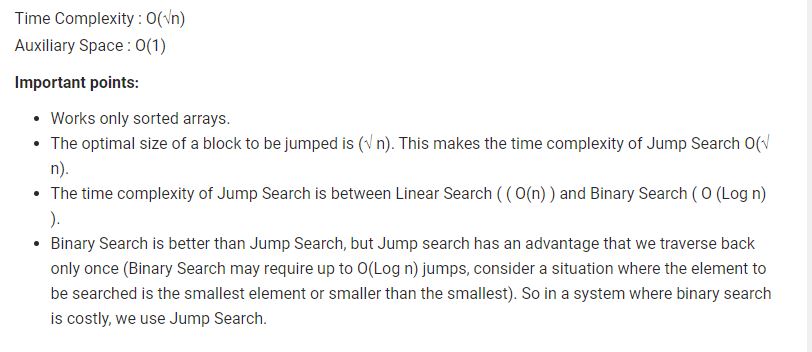 Time Complexity : O(√n)
Auxiliary Space : O(1)
Important points:
• Works only sorted arrays.
• The optimal size of a block to be jumped is (√ n). This makes the time complexity of Jump Search O(√
n).
• The time complexity of Jump Search is between Linear Search ( ( O(n) ) and Binary Search ( O (Log n)
).
• Binary Search is better than Jump Search, but Jump search has an advantage that we traverse back
only once (Binary Search may require up to O(Log n) jumps, consider a situation where the element to
be searched is the smallest element or smaller than the smallest). So in a system where binary search
is costly, we use Jump Search.